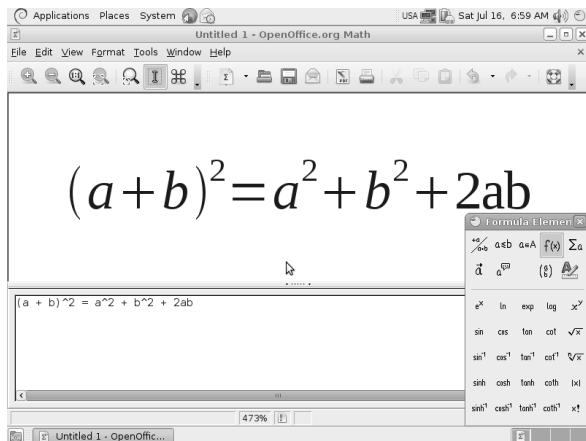 Applications Places System USA Sat Jul 16, 6:59 AM
Untitled 1 - OpenOffice.org Math
File Edit View Format Tools Window Help
(a+b)²=a²+b²+2ab
Formula Elemen
+a/a+b a≤b a∈A f(x) Σa
(a + b)^2 = a^2 + b^2 + 2ab
eˣ ln exp log xʸ
sin cos tan cot √x
sin⁻¹ cos⁻¹ tan⁻¹ cot⁻¹ ⁿ√x
sinh cosh tanh coth |x|
sinh⁻¹ cosh⁻¹ tanh⁻¹ coth⁻¹ x!
473%
Untitled 1 - OpenOffic...